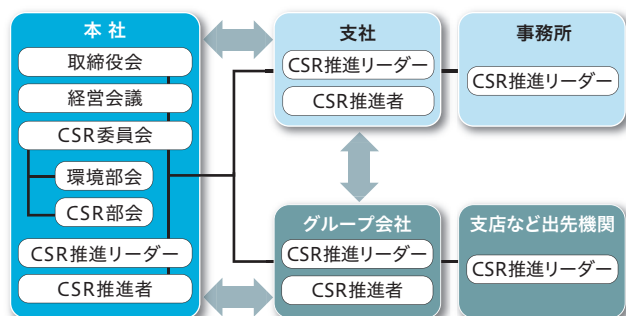 本社
取締役会
経営会議
CSR委員会
環境部会
CSR部会
CSR推進リーダー
CSR推進者
支社
CSR推進リーダー
CSR推進者
事務所
CSR推進リーダー
グループ会社
CSR推進リーダー
CSR推進者
支店など出先機関
CSR推進リーダー